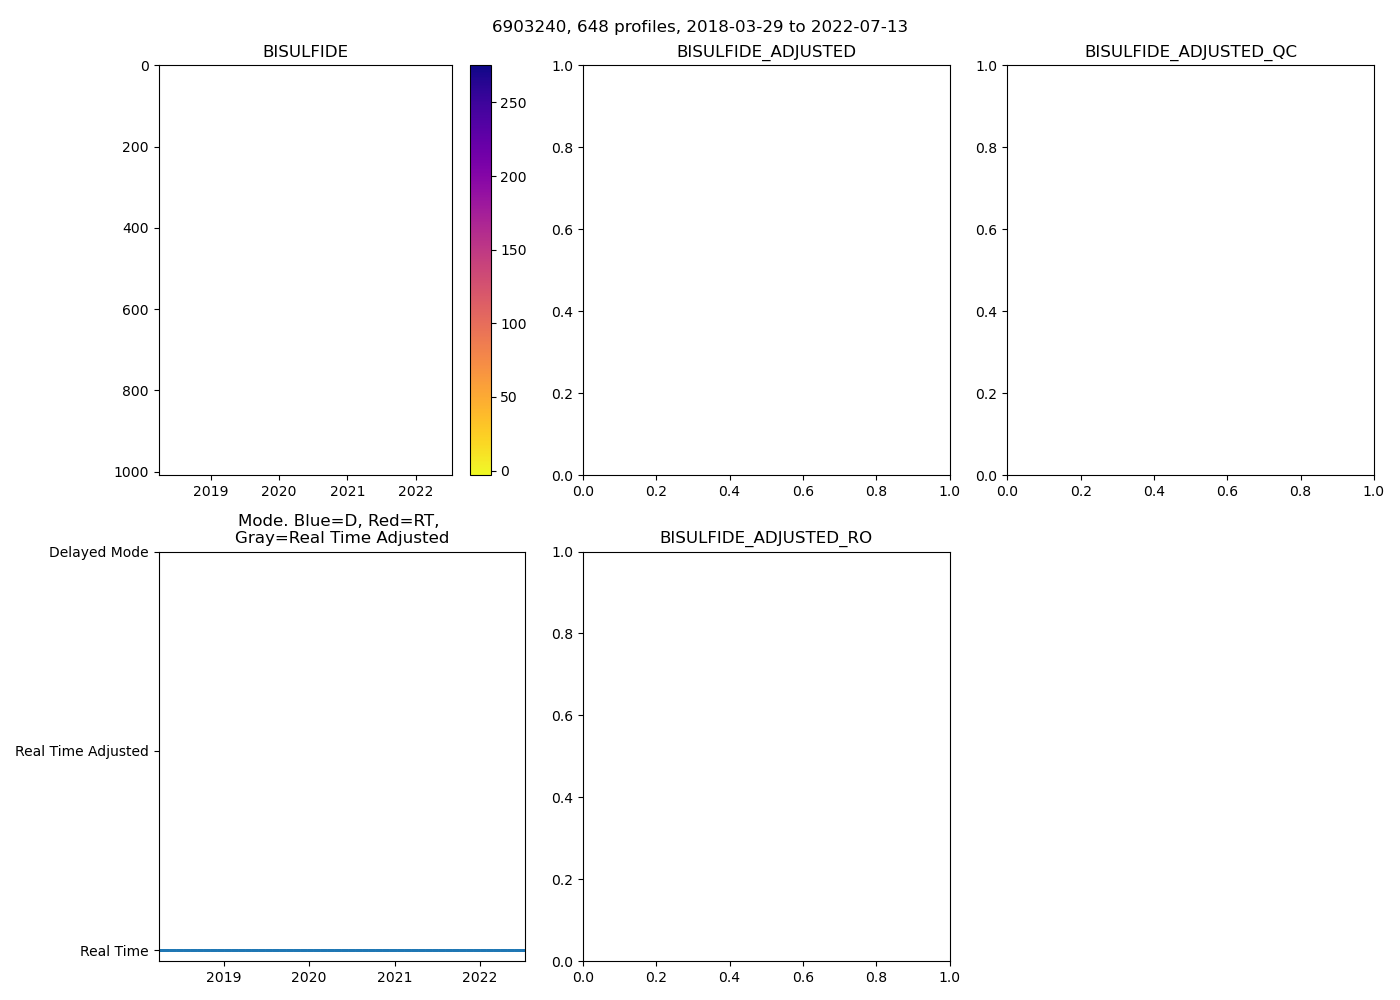 6903240, 648 profiles, 2018-03-29 to 2022-07-13
BISULFIDE
0
200
400
600
800
1000
2019 2020 2021 2022
250
200
150
100
50
0
BISULFIDE_ADJUSTED
1.0
0.8
0.6
0.4
0.2
0.0
0.0 0.2 0.4 0.6 0.8 1.0
BISULFIDE_ADJUSTED_QC
1.0
0.8
0.6
0.4
0.2
0.0
0.0 0.2 0.4 0.6 0.8 1.0
Mode. Blue=D, Red=RT,
Gray=Real Time Adjusted
Delayed Mode
Real Time Adjusted
Real Time
2019 2020 2021 2022
BISULFIDE_ADJUSTED_RO
1.0
0.8
0.6
0.4
0.2
0.0
0.0 0.2 0.4 0.6 0.8 1.0